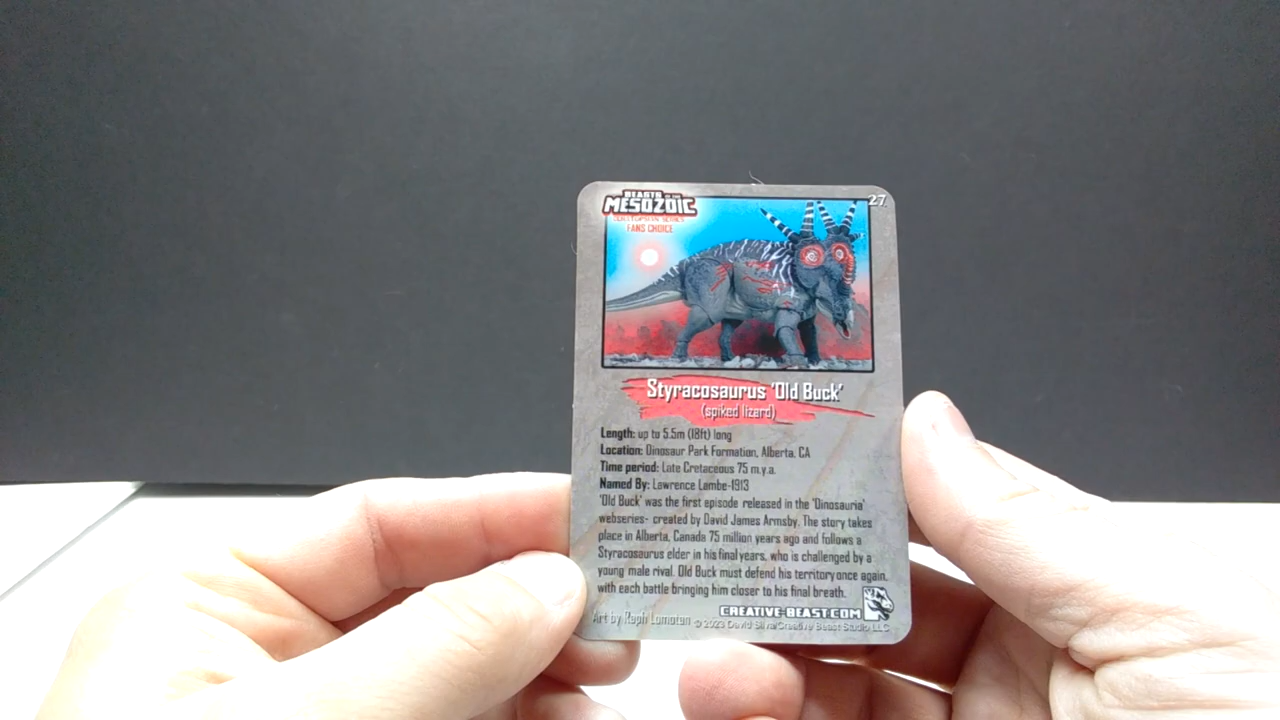 BEASTS OF THE
MESOZOIC
CERATOPSIAN SERIES
FANS CHOICE
27
Styracosaurus 'Old Buck'
(spiked lizard)
Length: up to 5.5m (18ft) long
Location: Dinosaur Park Formation, Alberta, CA
Time period: Late Cretaceous 75 m.y.a.
Named By: Lawrence Lambe-1913
'Old Buck' was the first episode released in the 'Dinosauria'
webseries- created by David James Armsby. The story takes
place in Alberta, Canada 75 million years ago and follows a
Styracosaurus elder in his final years, who is challenged by a
young male rival. Old Buck must defend his territory once again,
with each battle bringing him closer to his final breath.
CREATIVE-BEAST.COM
Art by Raph Lomotan © 2023 David Silva/Creative Beast Studio LLC